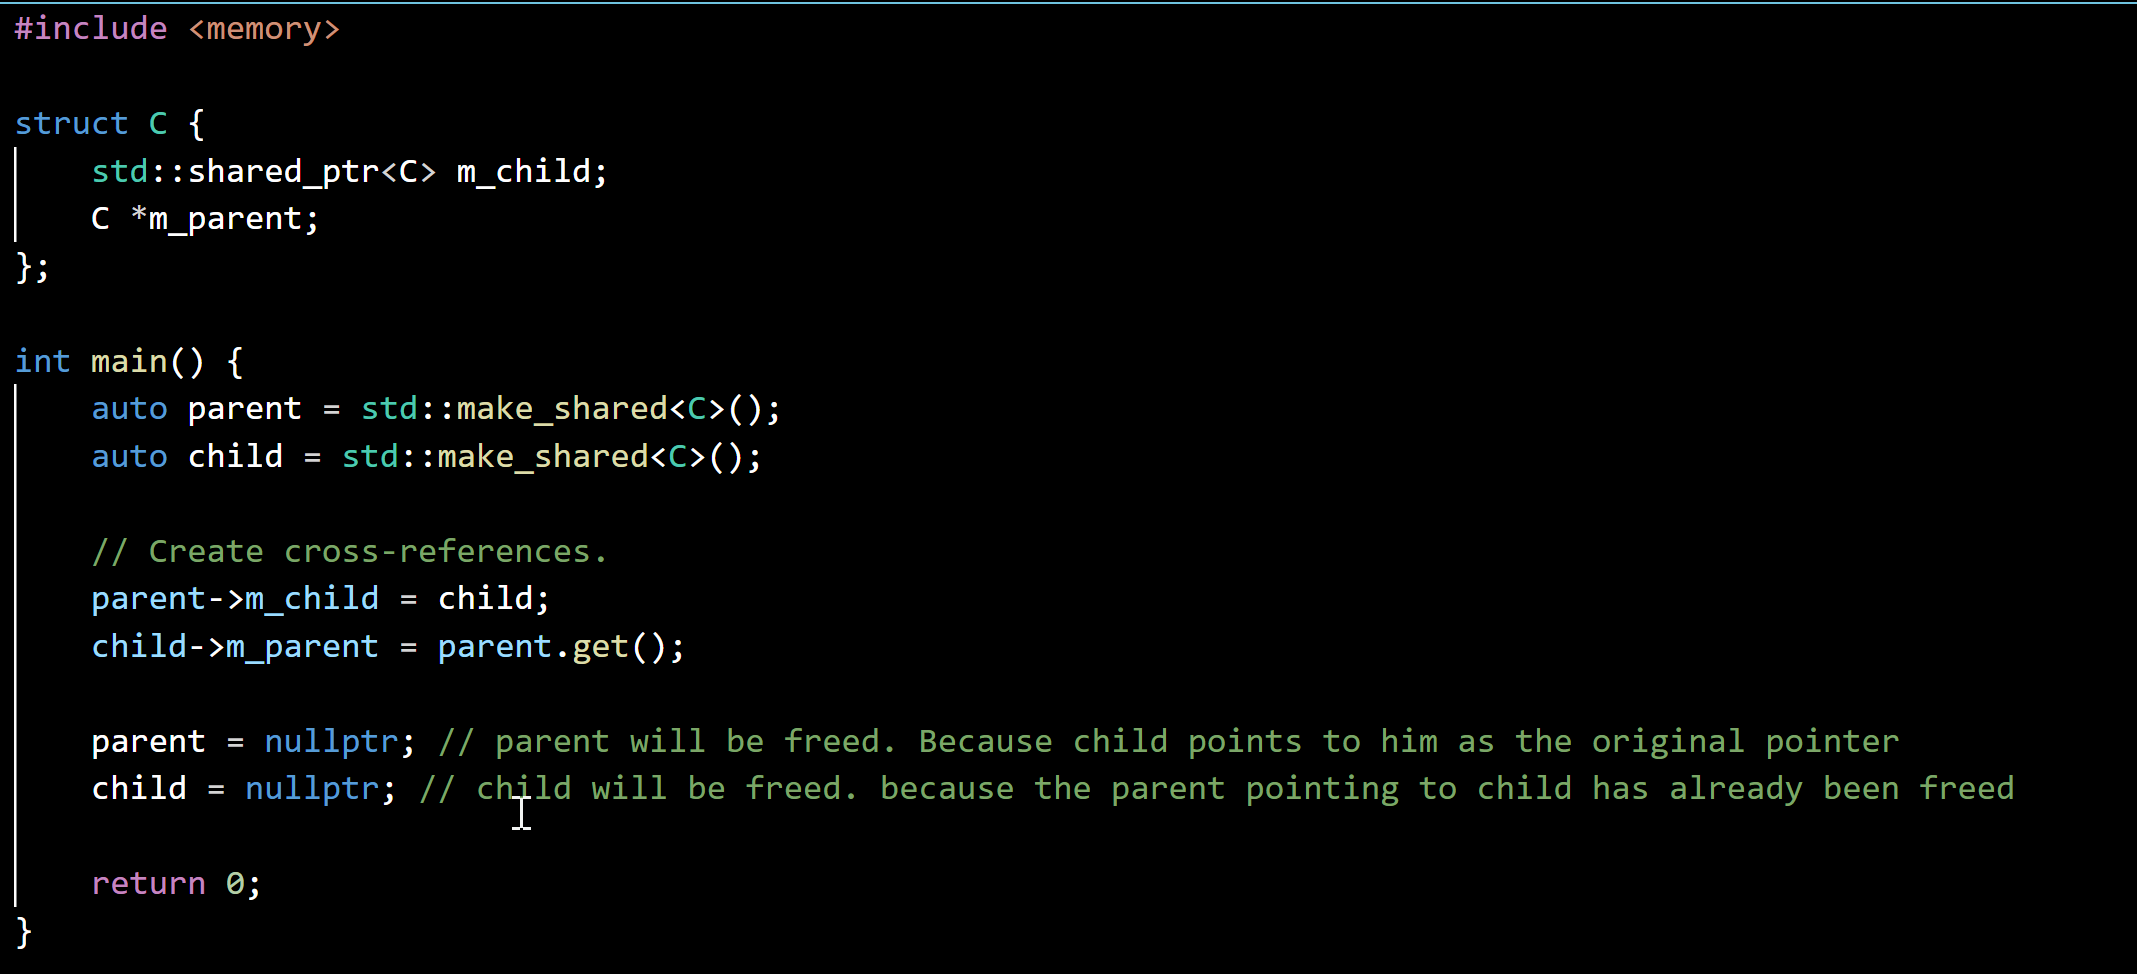 #include <memory>
struct C {
std::shared_ptr<C> m_child;
C *m_parent;
};
int main() {
auto parent = std::make_shared<C>();
auto child = std::make_shared<C>();
// Create cross-references.
parent->m_child = child;
child->m_parent = parent.get();
parent = nullptr; // parent will be freed. Because child points to him as the original pointer
child = nullptr; // child will be freed. because the parent pointing to child has already been freed
return 0;
}